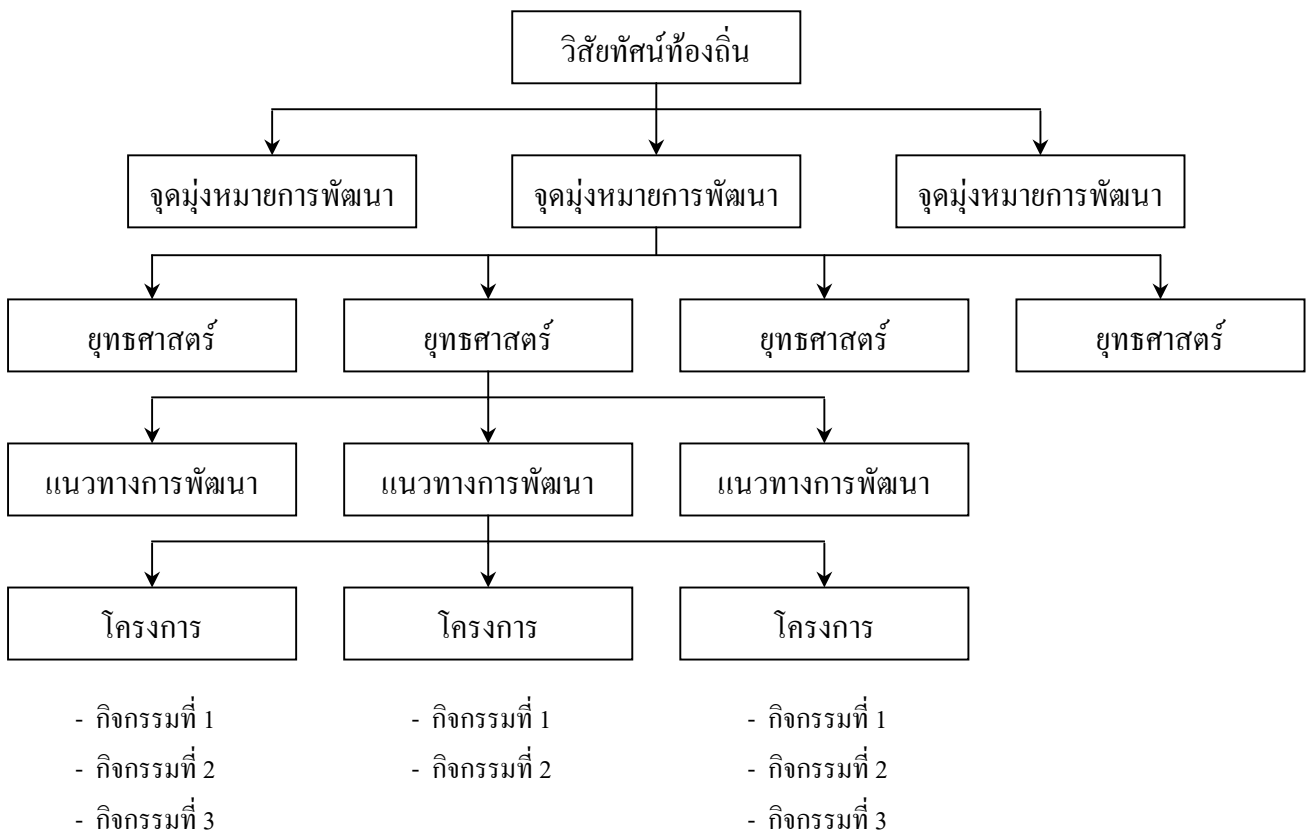 วิสัยทัศน์ท้องถิ่น
จุดมุ่งหมายการพัฒนา จุดมุ่งหมายการพัฒนา จุดมุ่งหมายการพัฒนา
ยุทธศาสตร์ ยุทธศาสตร์ ยุทธศาสตร์ ยุทธศาสตร์
แนวทางการพัฒนา แนวทางการพัฒนา แนวทางการพัฒนา
โครงการ โครงการ โครงการ
- กิจกรรมที่ 1 - กิจกรรมที่ 1 - กิจกรรมที่ 1
- กิจกรรมที่ 2 - กิจกรรมที่ 2 - กิจกรรมที่ 2
- กิจกรรมที่ 3 - กิจกรรมที่ 3